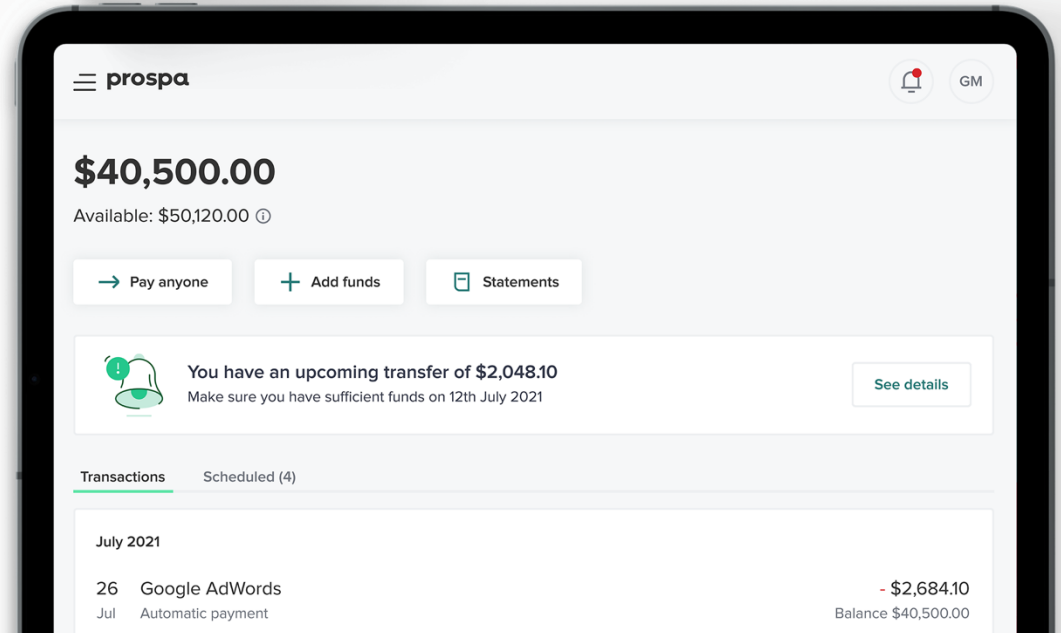 prospa
GM
$40,500.00
Available: $50,120.00
Pay anyone
Add funds
Statements
You have an upcoming transfer of $2,048.10
Make sure you have sufficient funds on 12th July 2021
See details
Transactions
Scheduled (4)
July 2021
26 Google AdWords - $2,684.10
Jul Automatic payment Balance $40,500.00